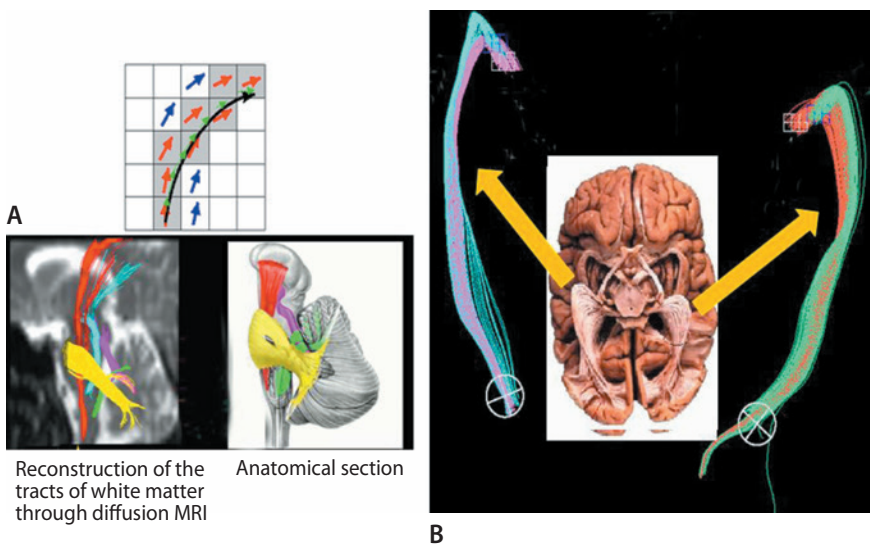 A
Reconstruction of the
tracts of white matter
through diffusion MRI
Anatomical section
B